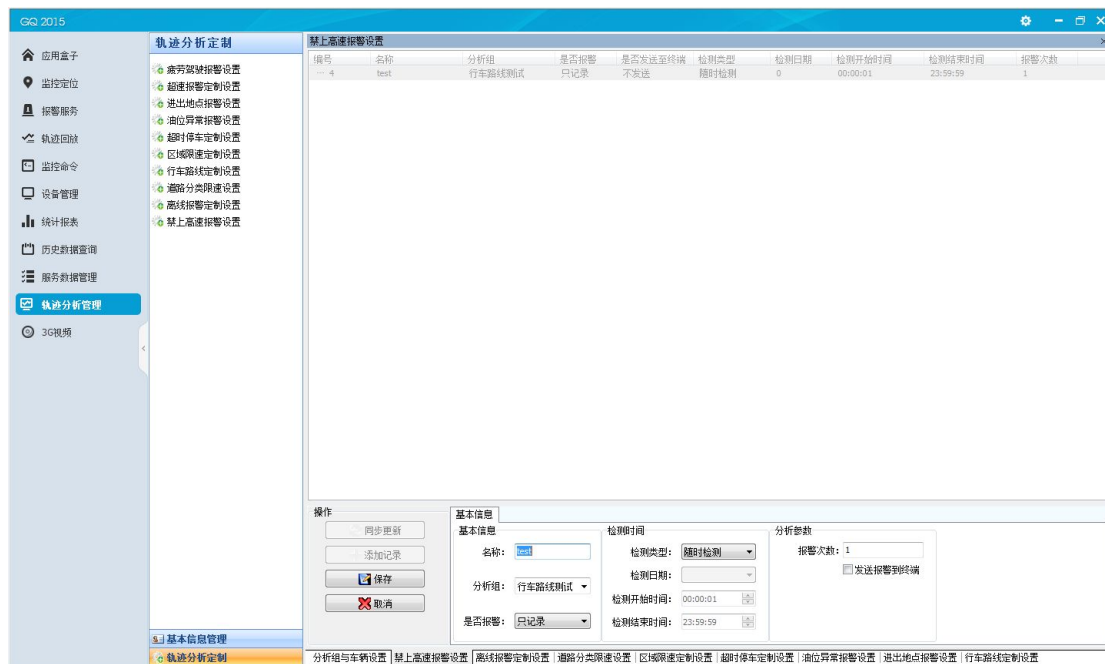 GQ 2015
应用盒子
监控定位
报警服务
轨迹回放
监控命令
设备管理
统计报表
历史数据查询
服务数据管理
轨迹分析管理
3G视频
轨迹分析定制
疲劳驾驶报警设置
超速报警定制设置
进出地点报警设置
油位异常报警设置
超时停车定制设置
区域限速定制设置
行车路线定制设置
道路分类限速设置
离线报警定制设置
禁上高速报警设置
基本信息管理
轨迹分析定制
禁上高速报警设置
编号 名称 分析组 是否报警 是否发送至终端 检测类型 检测日期 检测开始时间 检测结束时间 报警次数
4 test 行车路线测试 只记录 不发送 随时检测 0 00:00:01 23:59:59 1
操作
同步更新
添加记录
保存
取消
基本信息
基本信息
名称: test
分析组: 行车路线测试
是否报警: 只记录
检测时间
检测类型: 随时检测
检测日期:
检测开始时间: 00:00:01
检测结束时间: 23:59:59
分析参数
报警次数: 1
发送报警到终端
分析组与车辆设置 禁上高速报警设置 离线报警定制设置 道路分类限速设置 区域限速定制设置 超时停车定制设置 油位异常报警设置 进出地点报警设置 行车路线定制设置